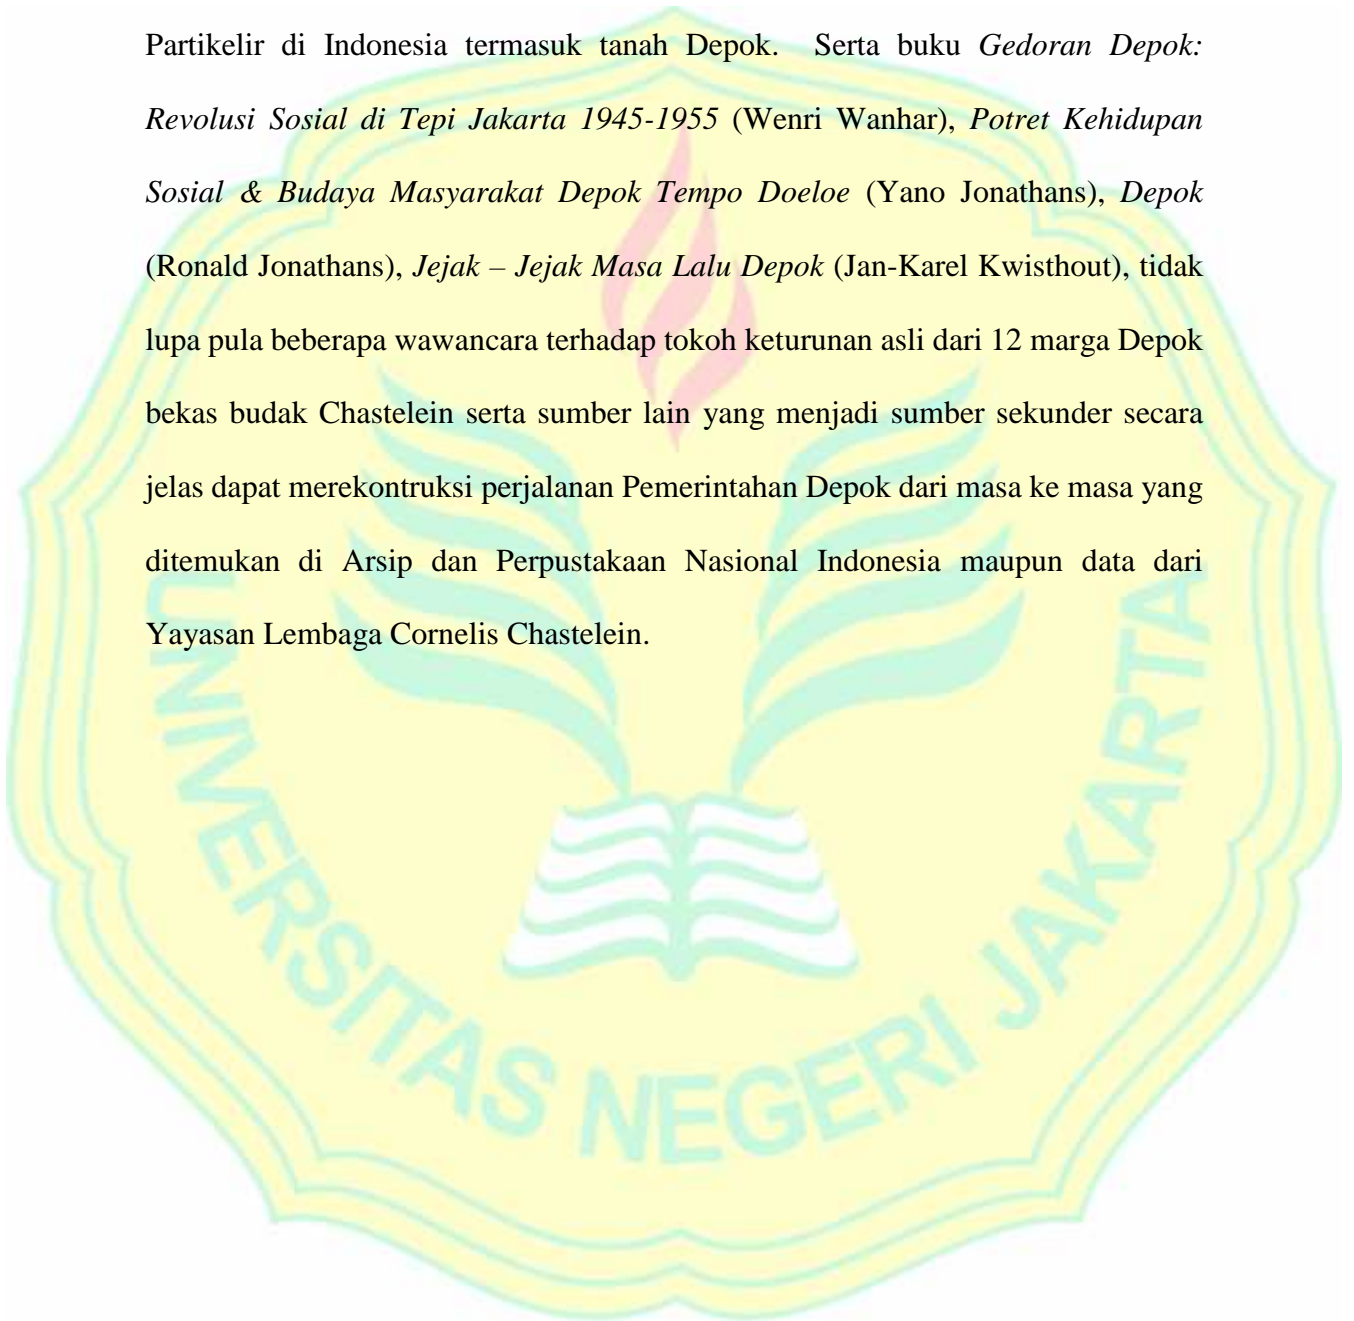 Partikelir di Indonesia termasuk tanah Depok. Serta buku Gedoran Depok:
Revolusi Sosial di Tepi Jakarta 1945-1955 (Wenri Wanhar), Potret Kehidupan
Sosial & Budaya Masyarakat Depok Tempo Doeloe (Yano Jonathans), Depok
(Ronald Jonathans), Jejak – Jejak Masa Lalu Depok (Jan-Karel Kwisthout), tidak
lupa pula beberapa wawancara terhadap tokoh keturunan asli dari 12 marga Depok
bekas budak Chastelein serta sumber lain yang menjadi sumber sekunder secara
jelas dapat merekontruksi perjalanan Pemerintahan Depok dari masa ke masa yang
ditemukan di Arsip dan Perpustakaan Nasional Indonesia maupun data dari
Yayasan Lembaga Cornelis Chastelein.
UNIVERSITAS NEGERI JAKARTA